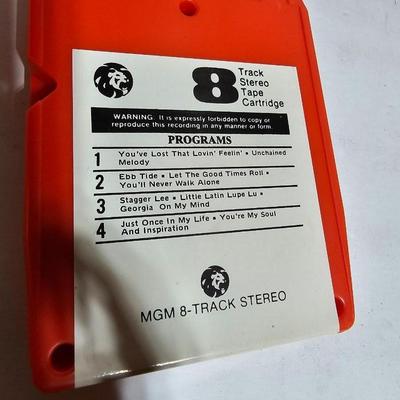 8 Track
Stereo
Tape
Cartridge
WARNING: It is expressly forbidden to copy or
reproduce this recording in any manner or form.
PROGRAMS
1 You've Lost That Lovin' Feelin' • Unchained
Melody
2 Ebb Tide • Let The Good Times Roll •
You'll Never Walk Alone
3 Stagger Lee • Little Latin Lupe Lu •
Georgia On My Mind
4 Just Once In My Life • You're My Soul
And Inspiration
MGM 8-TRACK STEREO